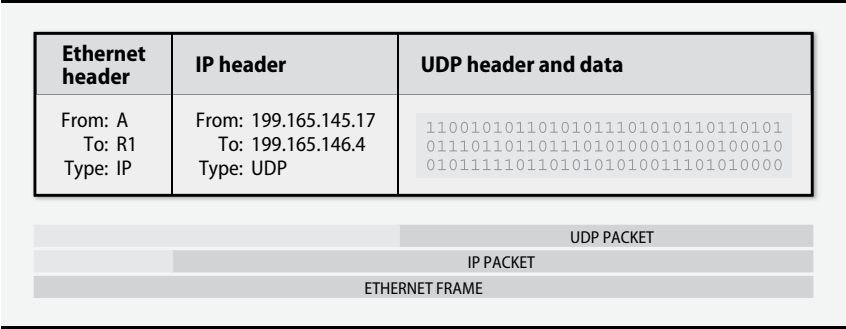 Ethernet header
IP header
UDP header and data
From: A
To: R1
Type: IP
From: 199.165.145.17
To: 199.165.146.4
Type: UDP
11001010110101011101010110110101
01110110110111010100010100100010
01011111011010101010011101010000
UDP PACKET
IP PACKET
ETHERNET FRAME